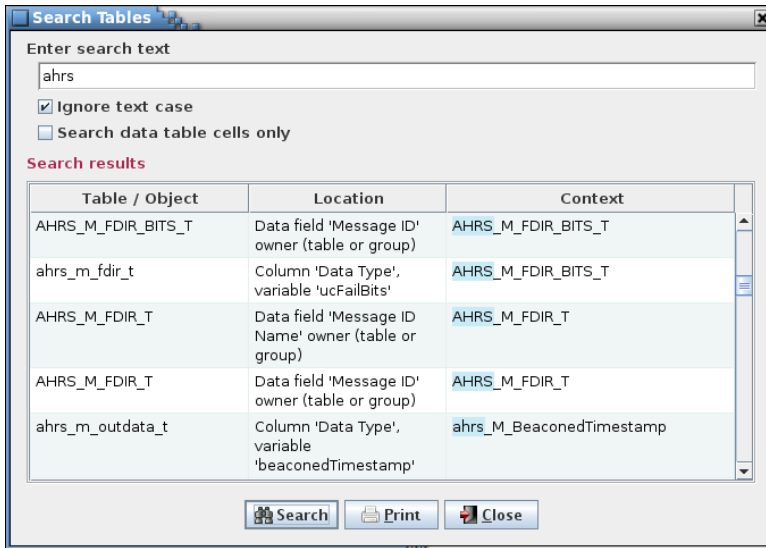 Search Tables
Enter search text
ahrs
Ignore text case
Search data table cells only
Search results
Table / Object Location Context
AHRS_M_FDIR_BITS_T Data field 'Message ID' AHRS_M_FDIR_BITS_T
owner (table or group)
ahrs_m_fdir_t Column 'Data Type', AHRS_M_FDIR_BITS_T
variable 'ucFailBits'
AHRS_M_FDIR_T Data field 'Message ID AHRS_M_FDIR_T
Name' owner (table or
group)
AHRS_M_FDIR_T Data field 'Message ID' AHRS_M_FDIR_T
owner (table or group)
ahrs_m_outdata_t Column 'Data Type', ahrs_M_BeaconedTimestamp
variable
'beaconedTimestamp'
Search Print Close